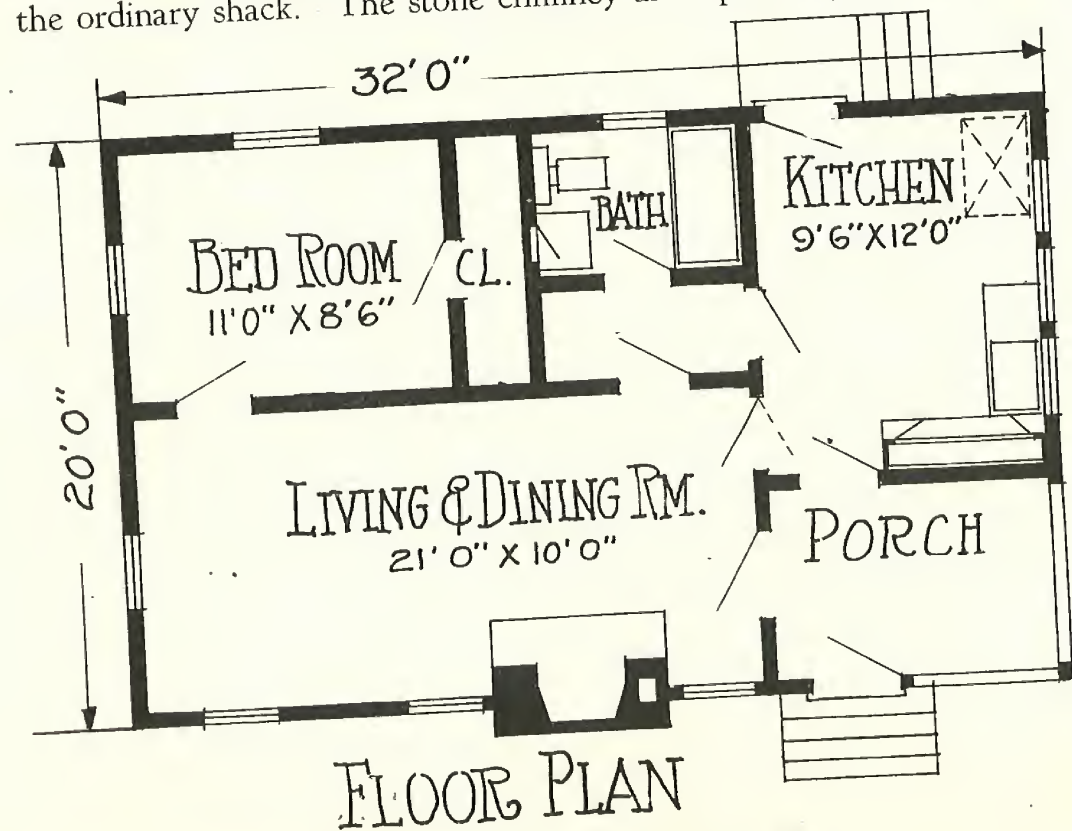 the ordinary shack. The stone chimney
32'0"
KITCHEN
9'6"X12'0"
BATH
BED ROOM
11'0" X 8'6"
CL.
20'0"
LIVING & DINING RM.
21'0" X 10'0"
PORCH
FLOOR PLAN